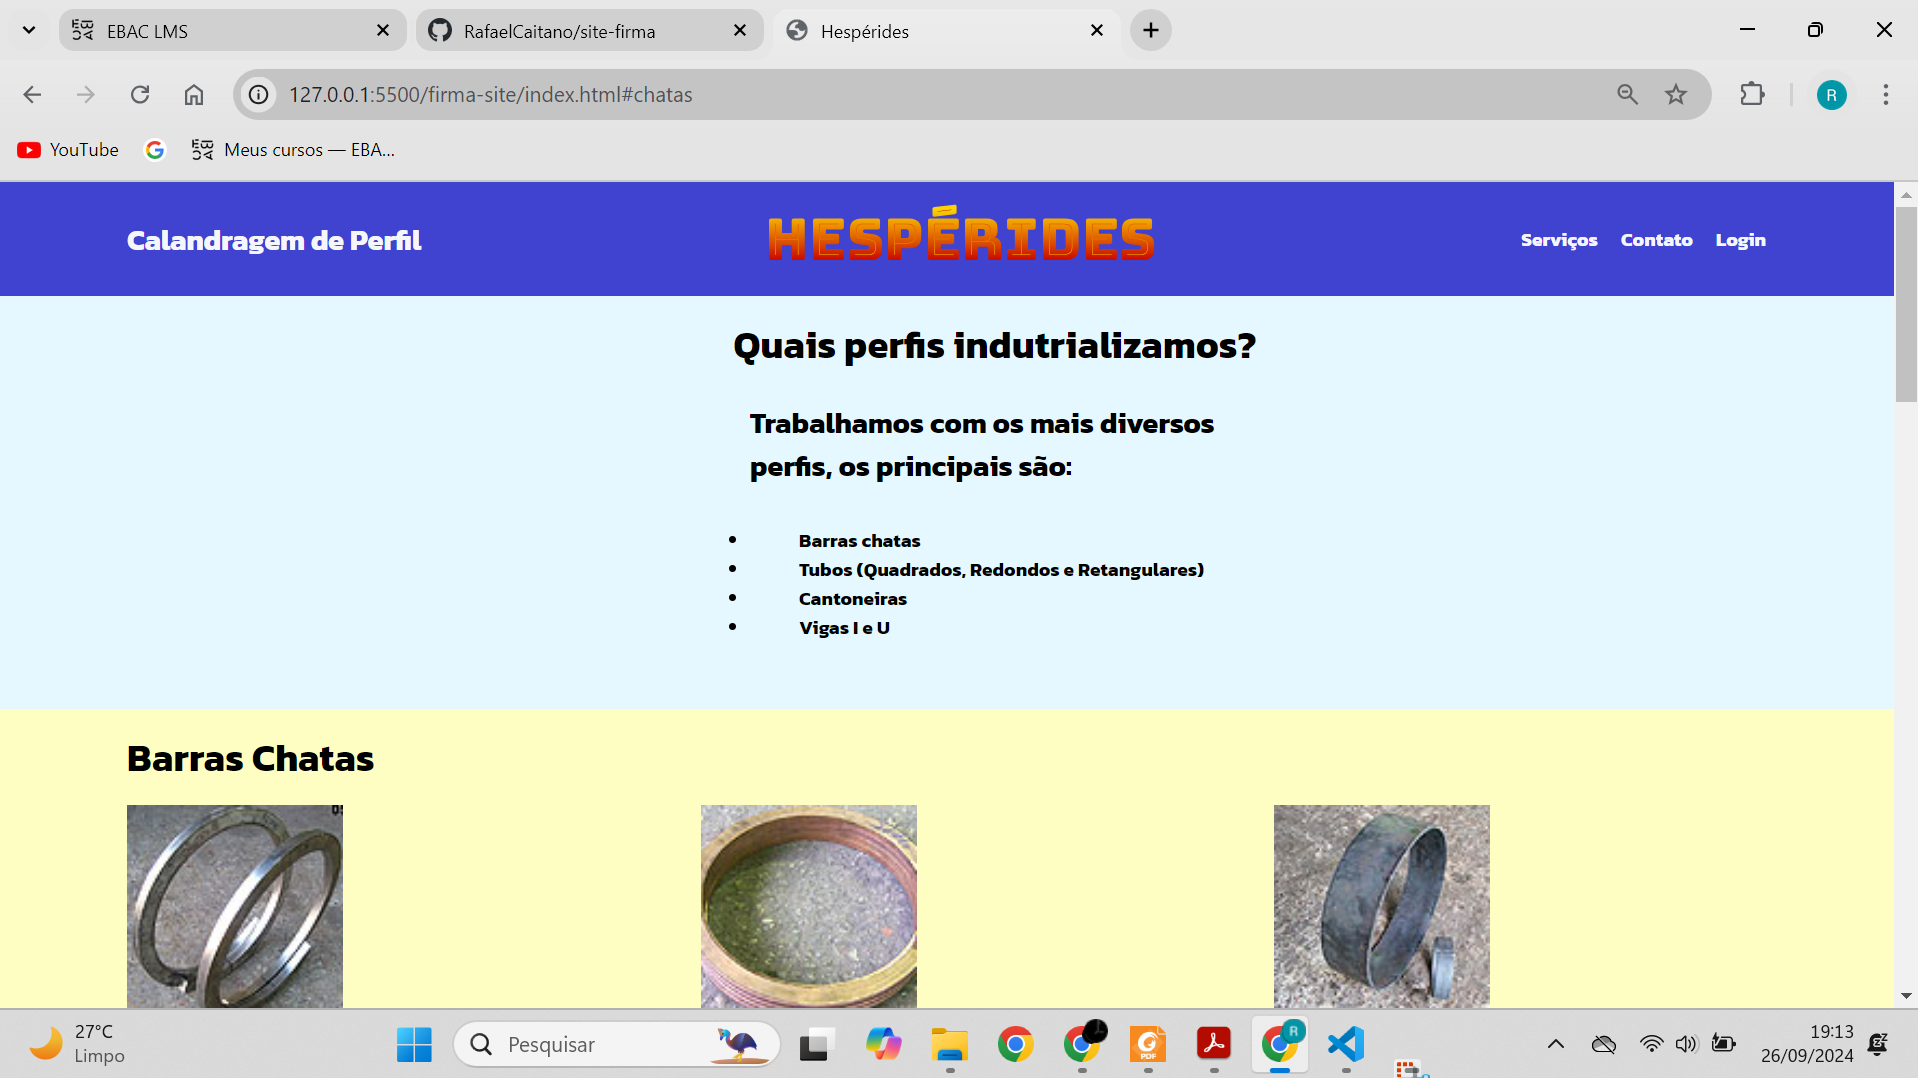 EBAC LMS
RafaelCaitano/site-firma
Hespérides
127.0.0.1:5500/firma-site/index.html#chatas
R
YouTube
Meus cursos — EBA...
Calandragem de Perfil
HESPÉRIDES
Serviços
Contato
Login
Quais perfis indutrializamos?
Trabalhamos com os mais diversos
perfis, os principais são:
Barras chatas
Tubos (Quadrados, Redondos e Retangulares)
Cantoneiras
Vigas I e U
Barras Chatas
27°C
Limpo
Pesquisar
PDF
R
19:13
26/09/2024